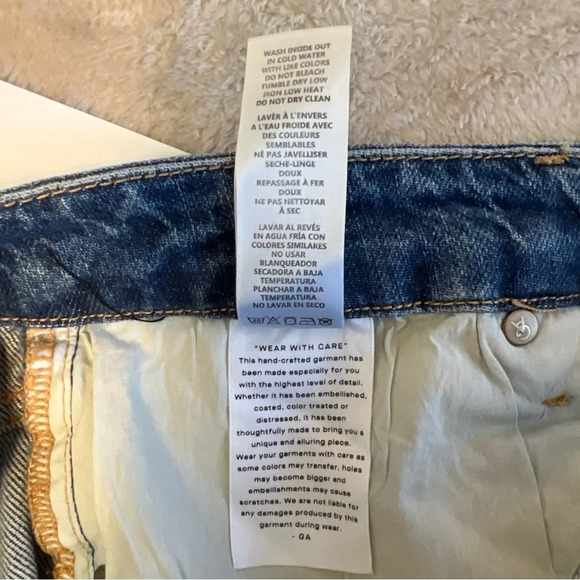 WASH INSIDE OUT
IN COLD WATER
WITH LIKE COLORS
DO NOT BLEACH
TUMBLE DRY LOW
IRON LOW HEAT
DO NOT DRY CLEAN
LAVÈR À L'ENVERS
A L'EAU FROIDE AVEC
DES COULEURS
SEMBLABLES
NÈ PAS JAVELLISER
SECHE-LINGE
DOUX
REPASSAGE À FER
DOUX
NE PAS NETTOYER
À SEC
LAVAR AL REVÉS
EN AGUA FRÍA CON
COLORES SIMILARES
NO USAR
BLANQUEADOR
SECADORA A BAJA
TEMPERATURA
PLANCHAR A BAJA
TEMPERATURA
NO LAVAR EN SECO
"WEAR WITH CARE"
This hand-crafted garment has
been made especially for you
with the highest level of detail.
Whether it has been embellished,
coated, color treated or
distressed, it has been
thoughtfully made to bring you a
unique and alluring piece.
Wear your garments with care as
some colors may transfer, holes
may become bigger and
embellishments may cause
scratches. We are not liable for
any damages produced by this
garment during wear.
- QA